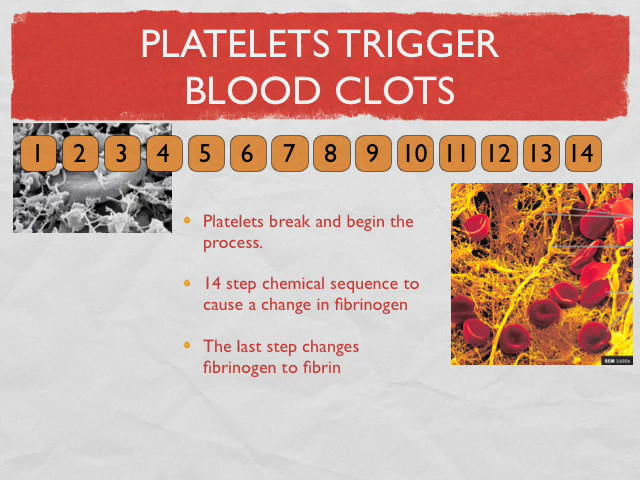 PLATELETS TRIGGER
BLOOD CLOTS
1 2 3 4 5 6 7 8 9 10 11 12 13 14
Platelets break and begin the
process.
14 step chemical sequence to
cause a change in fibrinogen
The last step changes
fibrinogen to fibrin